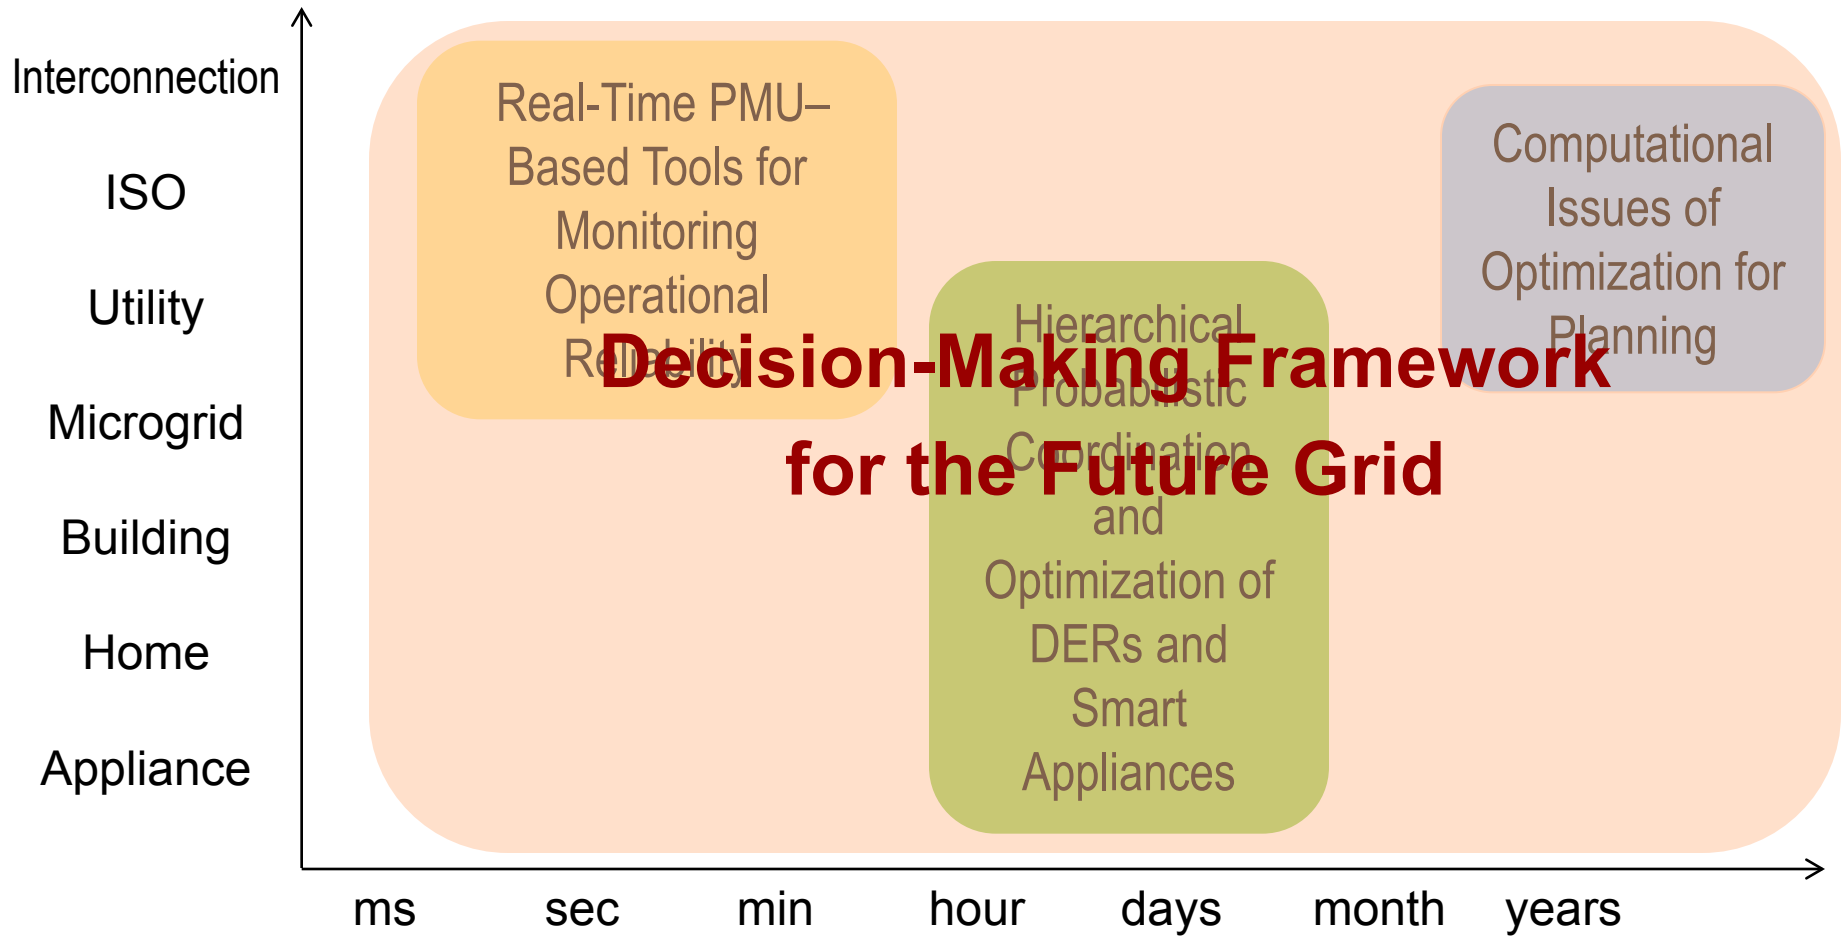 Interconnection
ISO
Utility
Microgrid
Building
Home
Appliance
Real-Time PMU–
Based Tools for
Monitoring
Operational
Reliability
Hierarchical
Probabilistic
Coordination
and
Optimization of
DERs and
Smart
Appliances
Computational
Issues of
Optimization for
Planning
Decision-Making Framework
for the Future Grid
ms sec min hour days month years